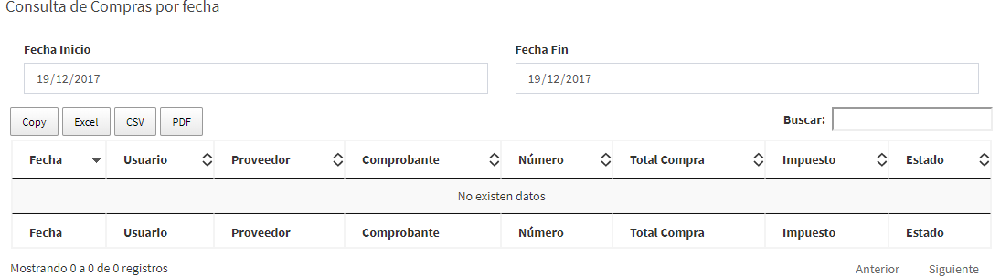 Consulta de Compras por fecha
Fecha Inicio Fecha Fin
19/12/2017 19/12/2017
Copy Excel CSV PDF Buscar:
Fecha Usuario Proveedor Comprobante Número Total Compra Impuesto Estado
No existen datos
Fecha Usuario Proveedor Comprobante Número Total Compra Impuesto Estado
Mostrando 0 a 0 de 0 registros Anterior Siguiente